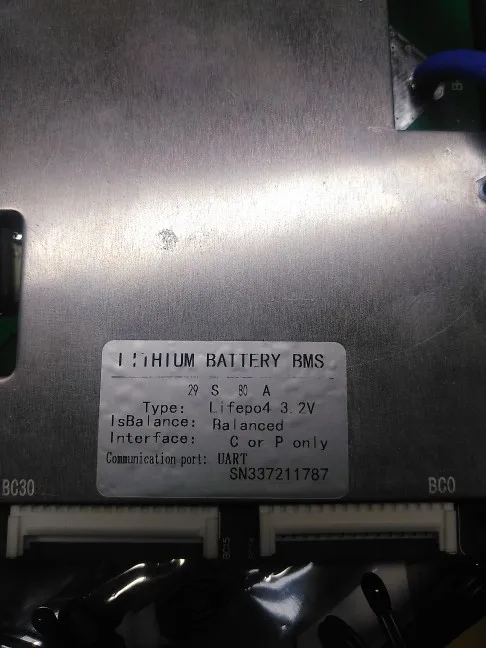 LITHIUM BATTERY BMS
29 S 80 A
Type: Lifepo4 3.2V
IsBalance: Balanced
Interface: C or P only
Communication port: UART
SN337211787
BC30
BC0
BC15